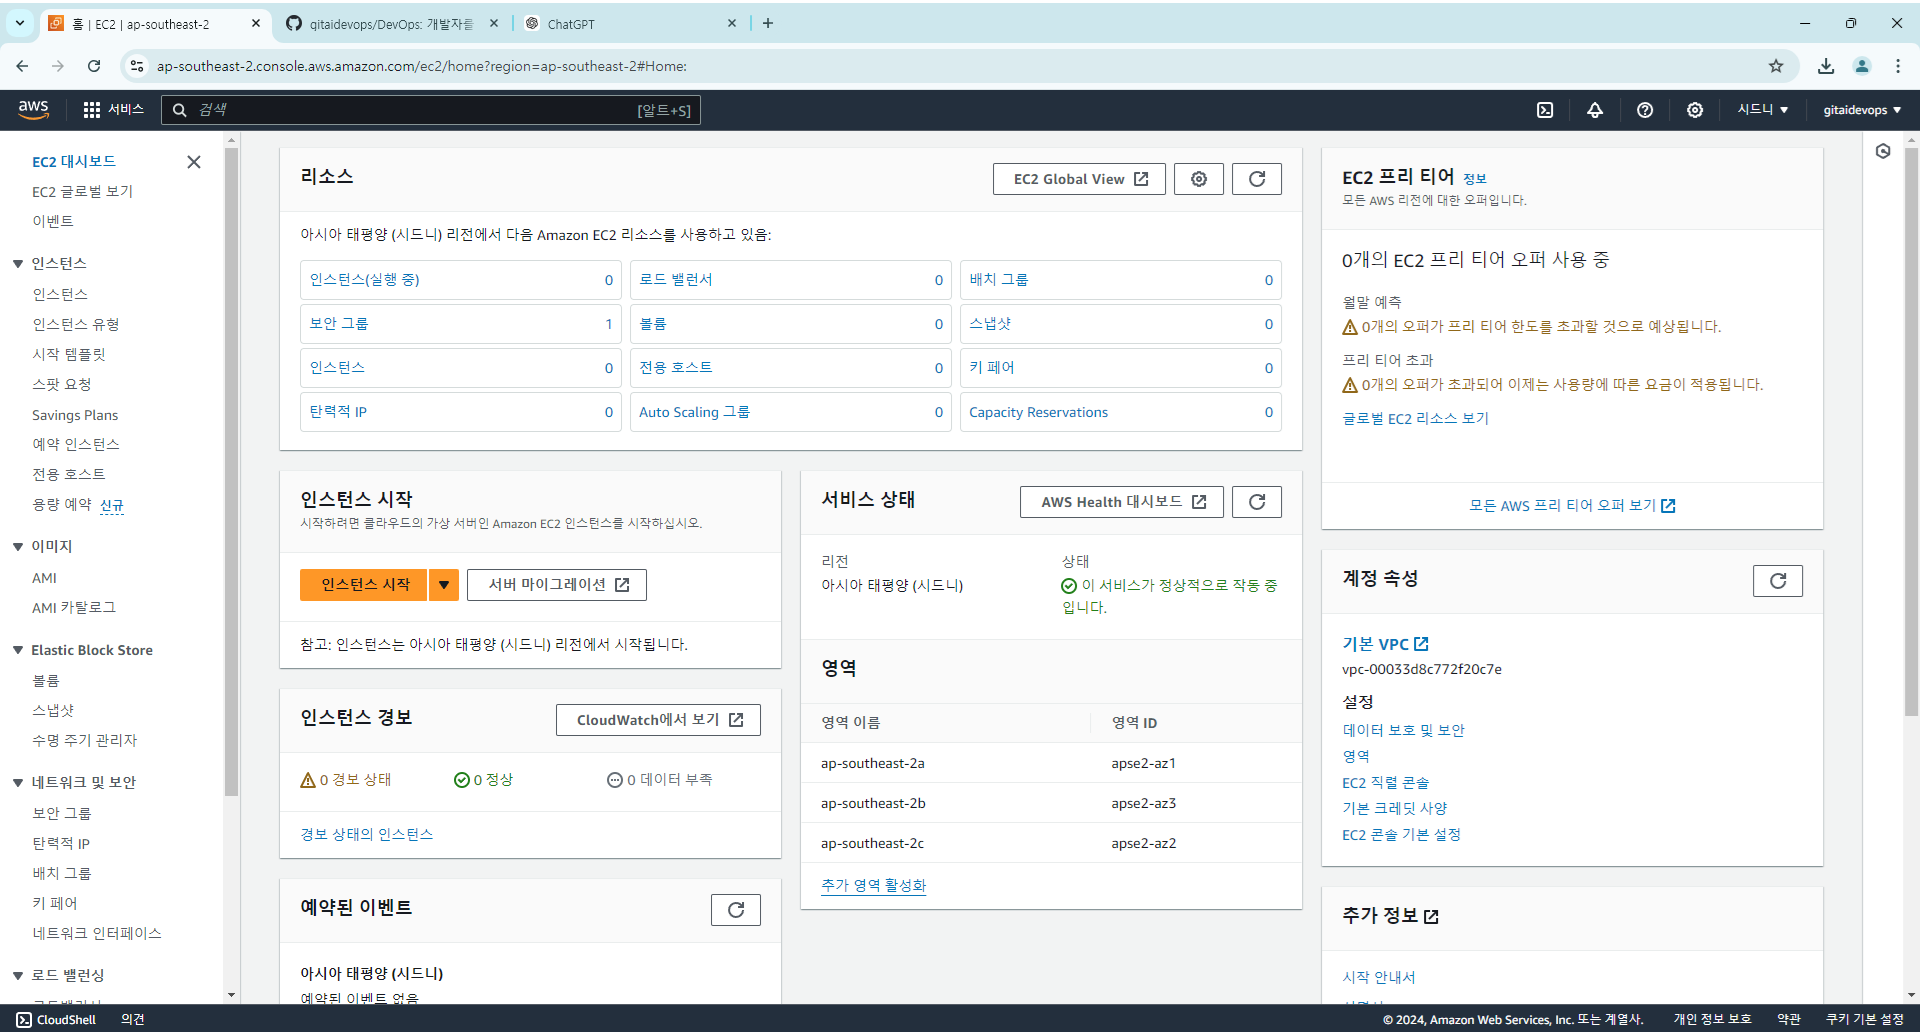 홈 | EC2 | ap-southeast-2
gitaidevops/DevOps: 개발자를
ChatGPT
ap-southeast-2.console.aws.amazon.com/ec2/home?region=ap-southeast-2#Home:
aws
서비스
검색
[알트+S]
시드니
gitaidevops
EC2 대시보드
EC2 글로벌 보기
이벤트
인스턴스
인스턴스
인스턴스 유형
시작 템플릿
스팟 요청
Savings Plans
예약 인스턴스
전용 호스트
용량 예약 신규
이미지
AMI
AMI 카탈로그
Elastic Block Store
볼륨
스냅샷
수명 주기 관리자
네트워크 및 보안
보안 그룹
탄력적 IP
배치 그룹
키 페어
네트워크 인터페이스
로드 밸런싱
리소스
EC2 Global View
아시아 태평양 (시드니) 리전에서 다음 Amazon EC2 리소스를 사용하고 있음:
인스턴스(실행 중) 0
로드 밸런서 0
배치 그룹 0
보안 그룹 1
볼륨 0
스냅샷 0
인스턴스 0
전용 호스트 0
키 페어 0
탄력적 IP 0
Auto Scaling 그룹 0
Capacity Reservations 0
인스턴스 시작
시작하려면 클라우드의 가상 서버인 Amazon EC2 인스턴스를 시작하십시오.
인스턴스 시작
서버 마이그레이션
참고: 인스턴스는 아시아 태평양 (시드니) 리전에서 시작됩니다.
인스턴스 경보
CloudWatch에서 보기
0 경보 상태
0 정상
0 데이터 부족
경보 상태의 인스턴스
예약된 이벤트
아시아 태평양 (시드니)
예약된 이벤트 없음
서비스 상태
AWS Health 대시보드
리전
상태
아시아 태평양 (시드니)
이 서비스가 정상적으로 작동 중
입니다.
영역
영역 이름
영역 ID
ap-southeast-2a
apse2-az1
ap-southeast-2b
apse2-az3
ap-southeast-2c
apse2-az2
추가 영역 활성화
EC2 프리 티어 정보
모든 AWS 리전에 대한 오퍼입니다.
0개의 EC2 프리 티어 오퍼 사용 중
월말 예측
0개의 오퍼가 프리 티어 한도를 초과할 것으로 예상됩니다.
프리 티어 초과
0개의 오퍼가 초과되어 이제는 사용량에 따른 요금이 적용됩니다.
글로벌 EC2 리소스 보기
모든 AWS 프리 티어 오퍼 보기
계정 속성
기본 VPC
vpc-00033d8c772f20c7e
설정
데이터 보호 및 보안
영역
EC2 직렬 콘솔
기본 크레딧 사양
EC2 콘솔 기본 설정
추가 정보
시작 안내서
CloudShell
의견
© 2024, Amazon Web Services, Inc. 또는 계열사.
개인 정보 보호
약관
쿠키 기본 설정